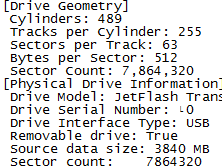 [Drive Geometry]
Cylinders: 489
Tracks per Cylinder: 255
Sectors per Track: 63
Bytes per Sector: 512
Sector Count: 7,864,320
[Physical Drive Information]
Drive Model: JetFlash Trans
Drive Serial Number: 0
Drive Interface Type: USB
Removable drive: True
Source data size: 3840 MB
Sector count: 7864320